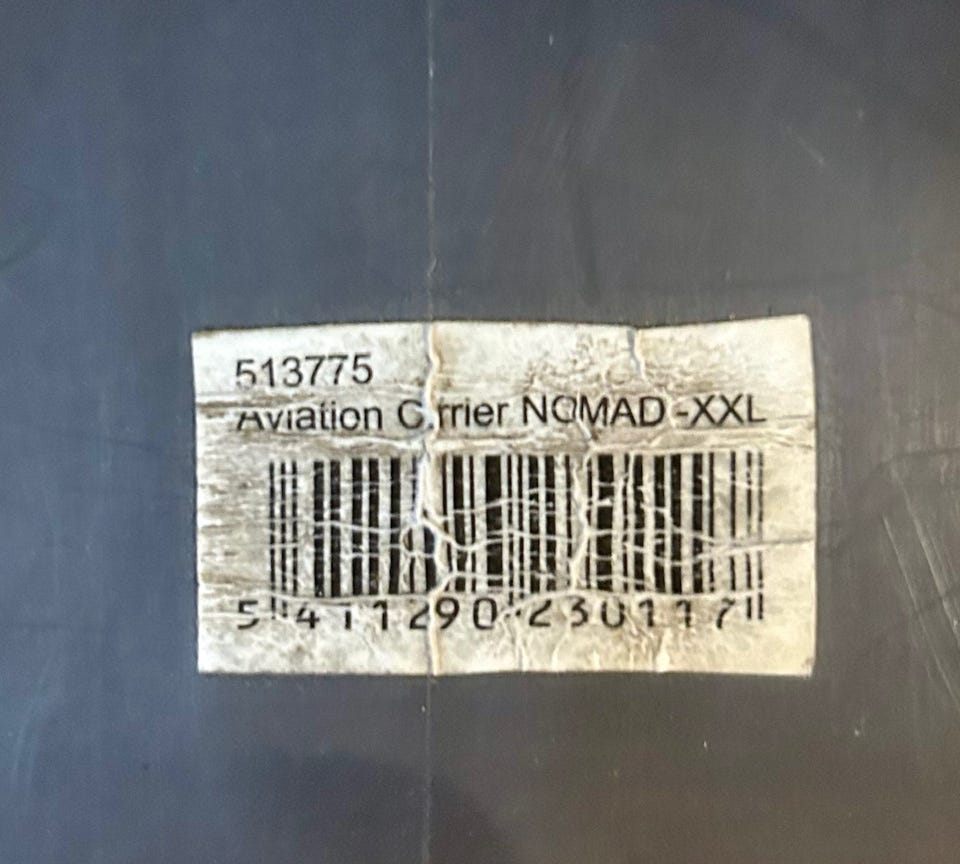 513775
Aviation Carrier NOMAD -XXL
5 411290 230117